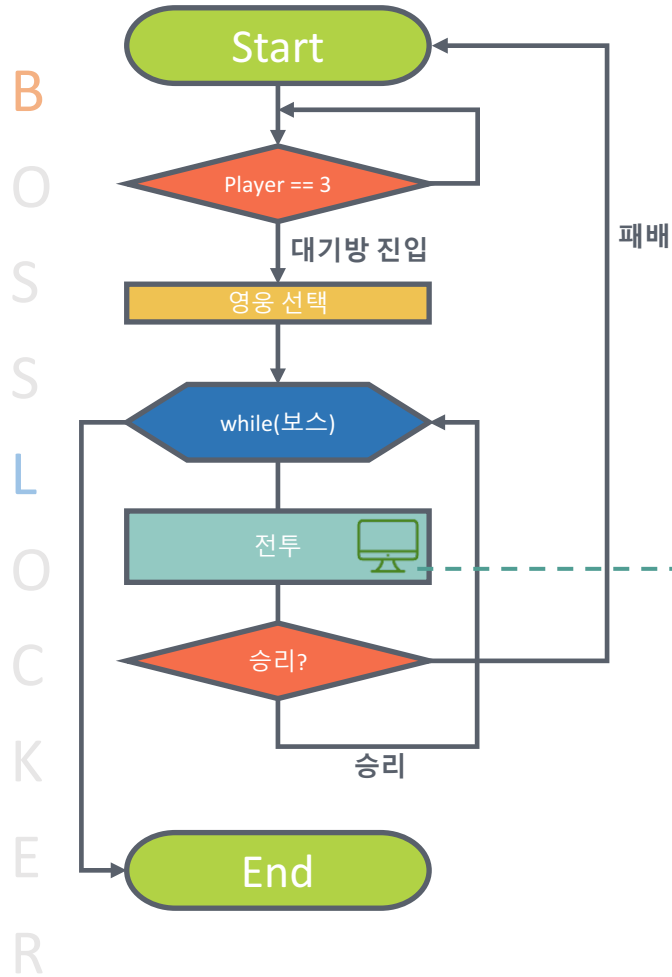 B
O
S
S
L
O
C
K
E
R
Start
Player == 3
대기방 진입
영웅 선택
while(보스)
전투
승리?
승리
패배
End